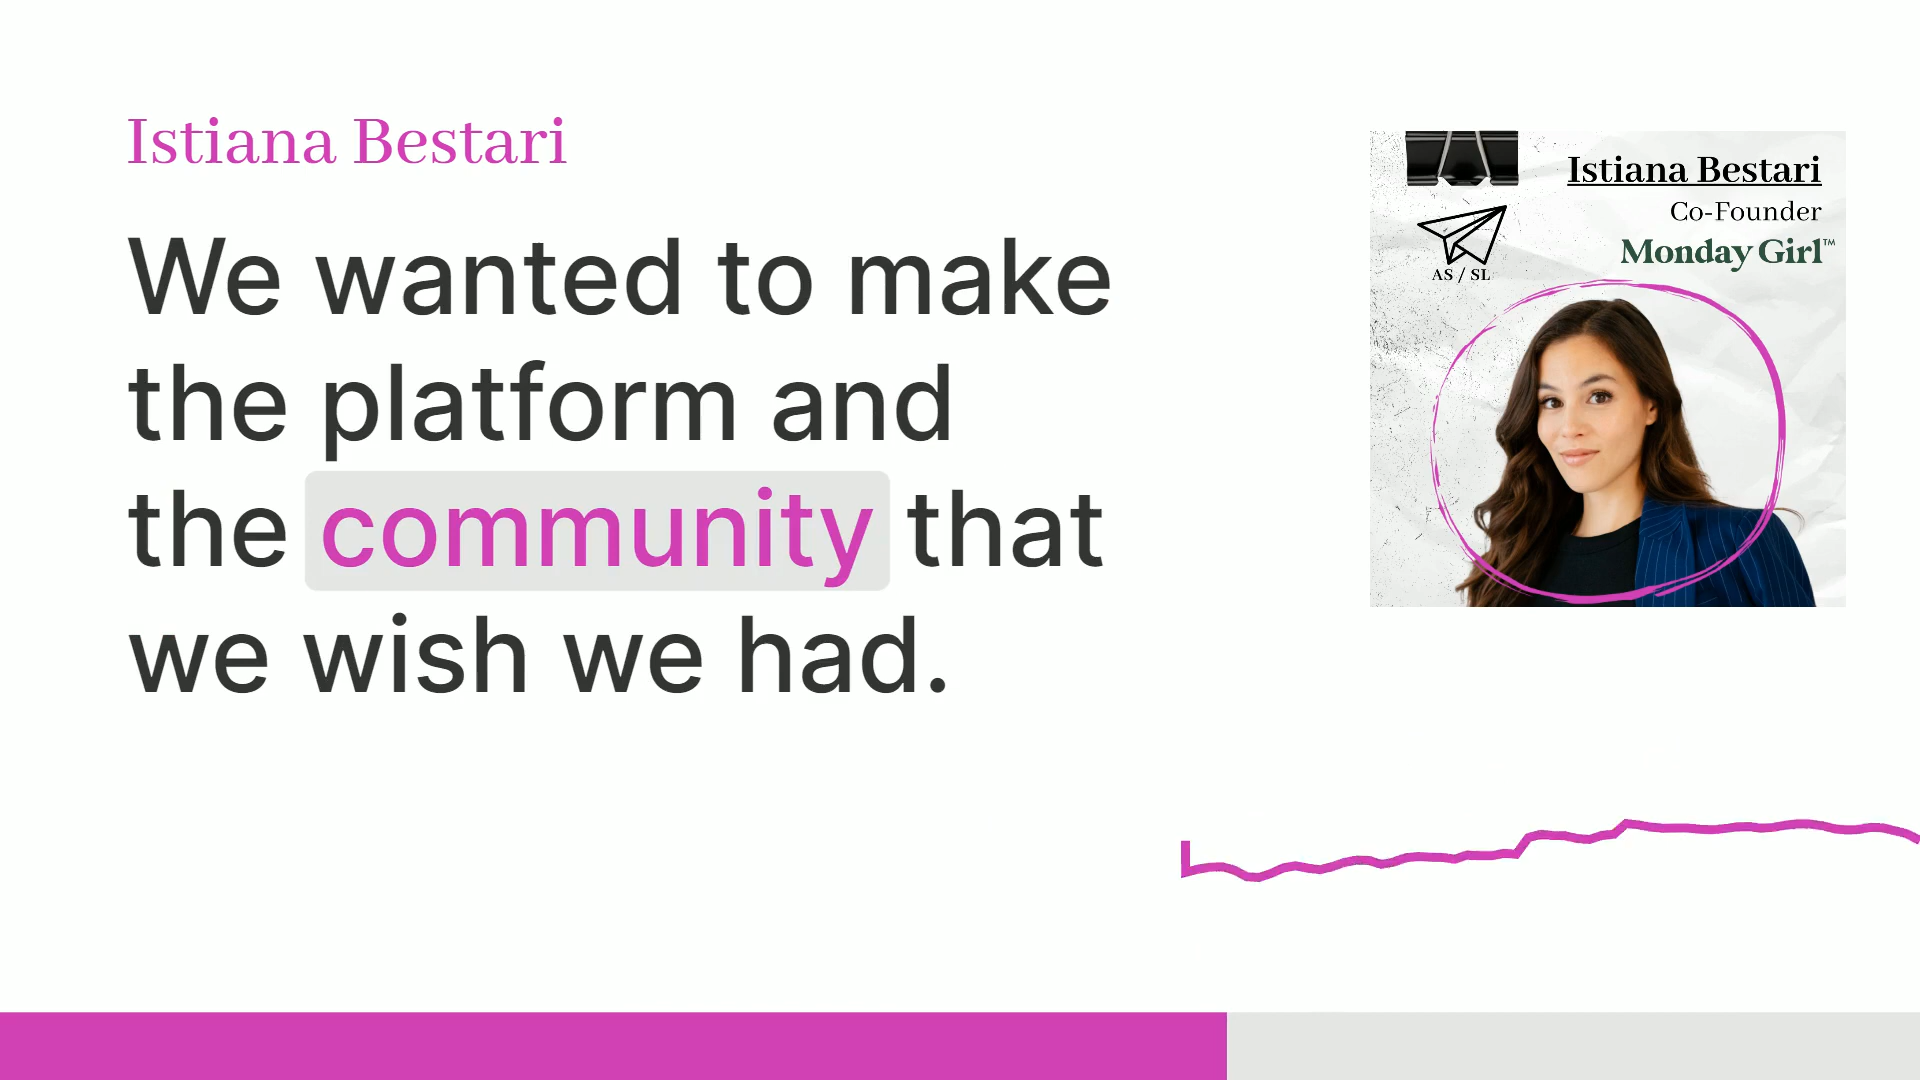 Istiana Bestari
We wanted to make
the platform and
the community that
we wish we had.
Istiana Bestari
Co-Founder
Monday Girl™
AS / SL